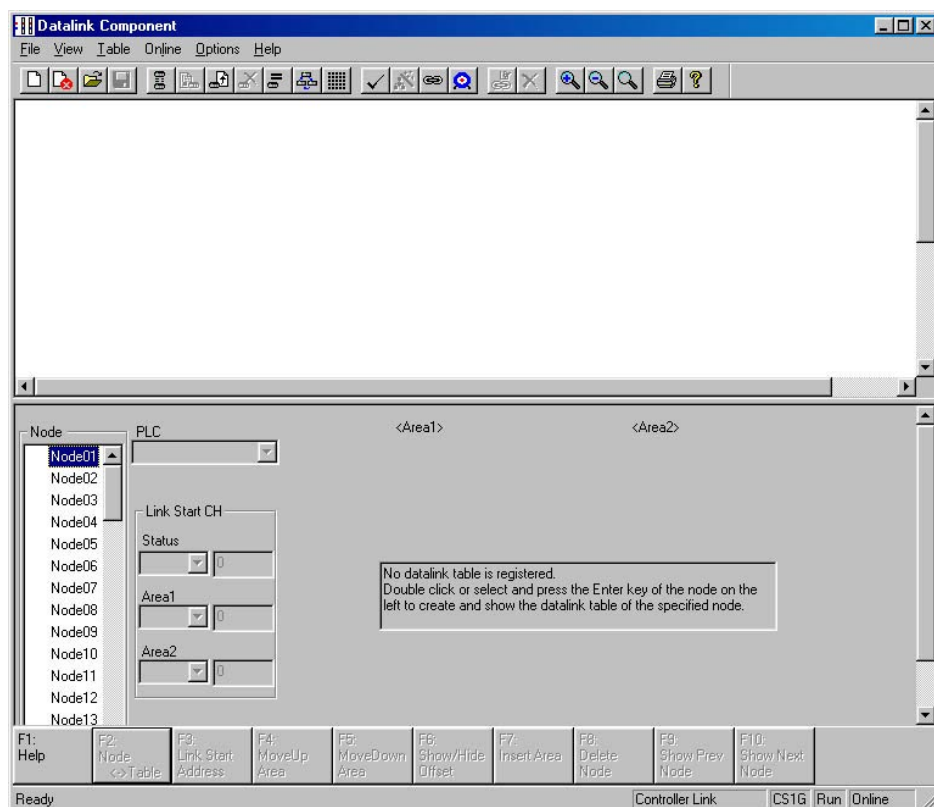 Datalink Component
File View Table Online Options Help
Node
PLC
<Area1>
<Area2>
Node01
Node02
Node03
Node04
Node05
Node06
Node07
Node08
Node09
Node10
Node11
Node12
Node13
Link Start CH
Status
0
Area1
0
Area2
0
No datalink table is registered.
Double click or select and press the Enter key of the node on the
left to create and show the datalink table of the specified node.
F1:
Help
F2:
Node
<->Table
F3:
Link Start
Address
F4:
MoveUp
Area
F5:
MoveDown
Area
F6:
Show/Hide
Offset
F7:
Insert Area
F8:
Delete
Node
F9:
Show Prev
Node
F10:
Show Next
Node
Ready
Controller Link
CS1G
Run
Online